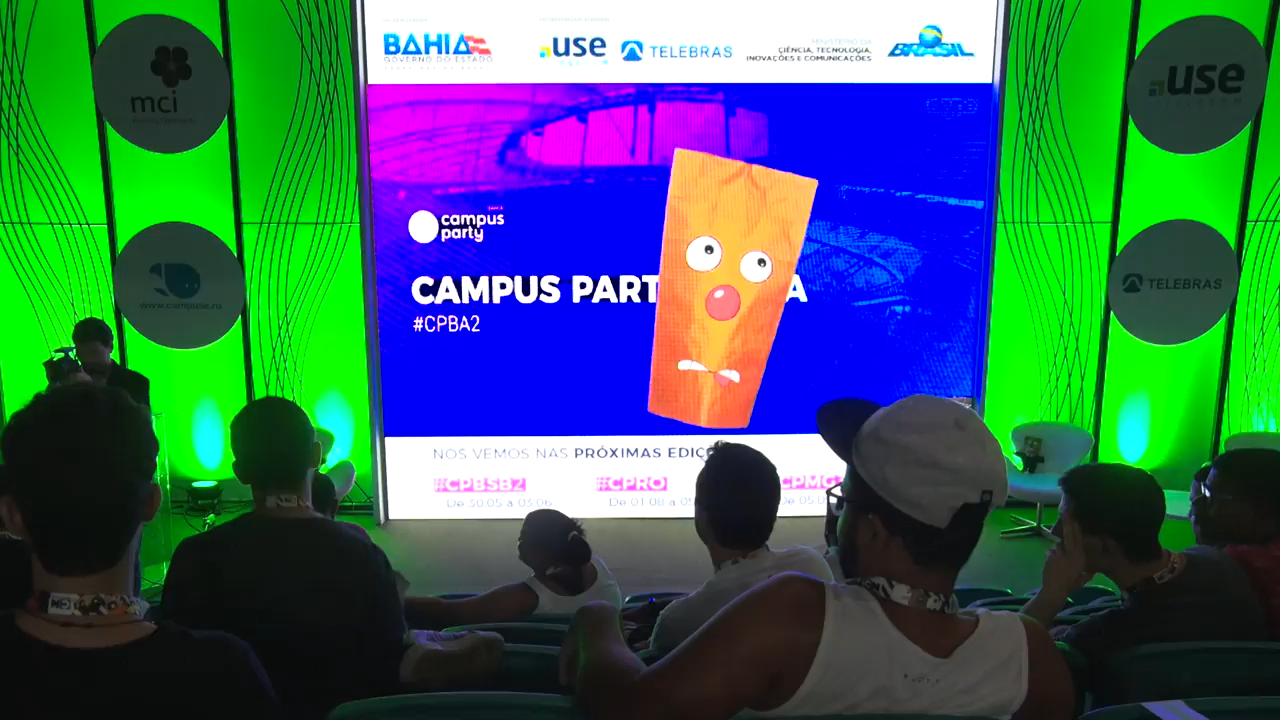 BAHIA
GOVERNO DO ESTADO
use
TELEBRAS
MINISTÉRIO DA
CIÊNCIA, TECNOLOGIA,
INOVAÇÕES E COMUNICAÇÕES
BRASIL
mci
use
www.campuse.ro
TELEBRAS
campus
party
CAMPUS PART
A
#CPBA2
NOS VEMOS NAS PRÓXIMAS EDIÇ
#CPBSB2
De 30.05 a 03.06
#CPRO
De 01.08 a
CPMG